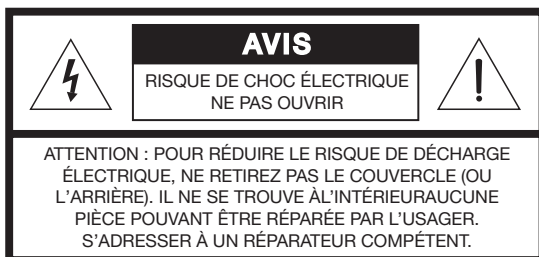 AVIS
RISQUE DE CHOC ÉLECTRIQUE
NE PAS OUVRIR
ATTENTION : POUR RÉDUIRE LE RISQUE DE DÉCHARGE
ÉLECTRIQUE, NE RETIREZ PAS LE COUVERCLE (OU
L'ARRIÈRE). IL NE SE TROUVE ÀL'INTÉRIEURAUCUNE
PIÈCE POUVANT ÊTRE RÉPARÉE PAR L'USAGER.
S'ADRESSER À UN RÉPARATEUR COMPÉTENT.